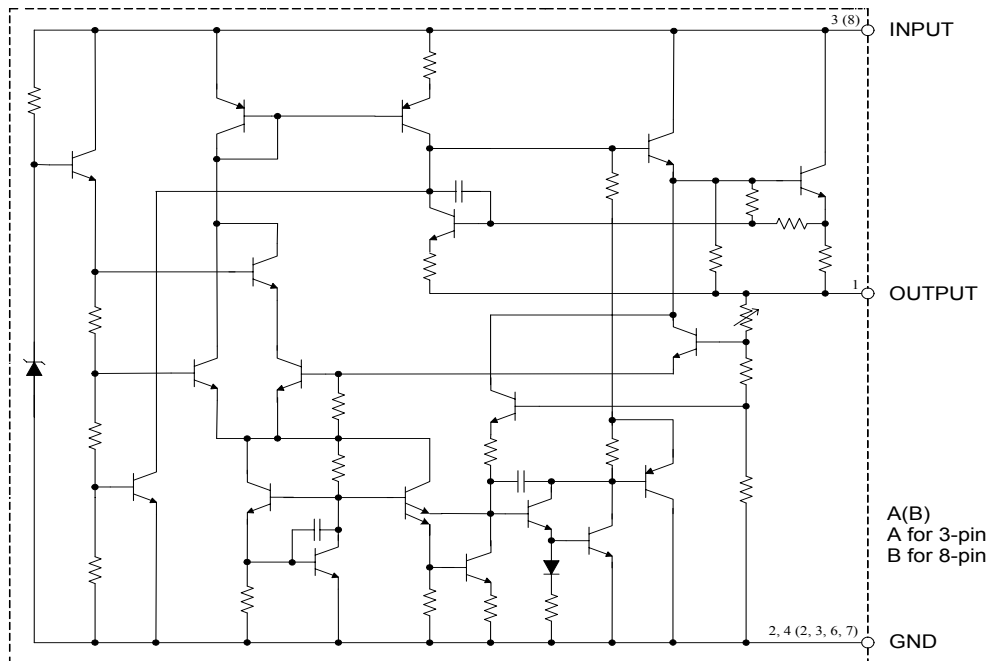 3 (8)
INPUT
1
OUTPUT
A(B)
A for 3-pin
B for 8-pin
2, 4 (2, 3, 6, 7)
GND